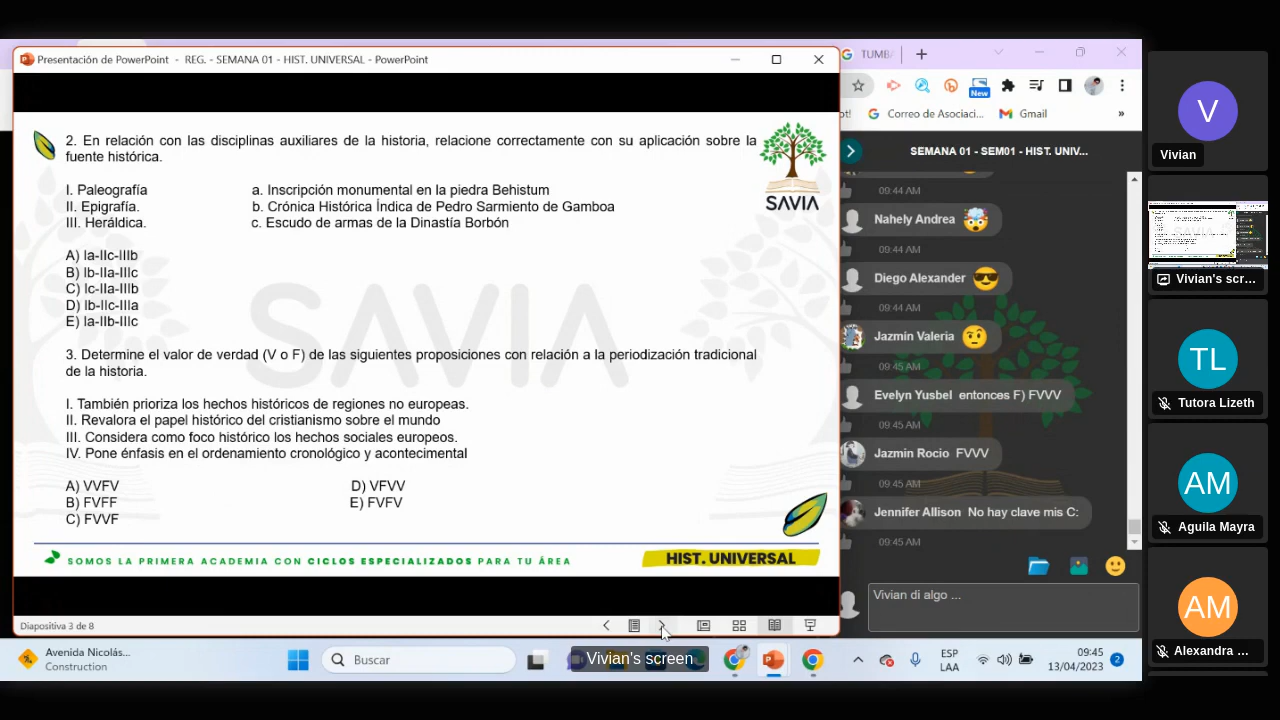 Presentación de PowerPoint - REG. - SEMANA 01 - HIST. UNIVERSAL - PowerPoint
2. En relación con las disciplinas auxiliares de la historia, relacione correctamente con su aplicación sobre la
fuente histórica.
I. Paleografía
a. Inscripción monumental en la piedra Behistum
II. Epigrafía.
b. Crónica Histórica Índica de Pedro Sarmiento de Gamboa
III. Heráldica.
c. Escudo de armas de la Dinastía Borbón
A) Ia-IIc-IIIb
B) Ib-IIa-IIIc
C) Ic-IIa-IIIb
D) Ib-IIc-IIIa
E) Ia-IIb-IIIc
SAVIA
SAVIA
3. Determine el valor de verdad (V o F) de las siguientes proposiciones con relación a la periodización tradicional
de la historia.
I. También prioriza los hechos históricos de regiones no europeas.
II. Revalora el papel histórico del cristianismo sobre el mundo
III. Considera como foco histórico los hechos sociales europeos.
IV. Pone énfasis en el ordenamiento cronológico y acontecimental
A) VVFV
D) VFVV
B) FVFF
E) FVFV
C) FVVF
SOMOS LA PRIMERA ACADEMIA CON CICLOS ESPECIALIZADOS PARA TU ÁREA
HIST. UNIVERSAL
Diapositiva 3 de 8
TUMB
New
ot!
Correo de Asociaci...
Gmail
»
SEMANA 01 - SEM01 - HIST. UNIV...
09:44 AM
Nahely Andrea
09:44 AM
Diego Alexander
09:44 AM
Jazmín Valeria
09:45 AM
Evelyn Yusbel entonces F) FVVV
09:45 AM
Jazmin Rocio FVVV
09:45 AM
Jennifer Allison No hay clave mis C:
09:45 AM
Vivian di algo ...
Avenida Nicolás...
Construction
Buscar
Vivian's screen
ESP
LAA
09:45
13/04/2023
2
V
Vivian
Vivian's scr...
TL
Tutora Lizeth
AM
Aguila Mayra
AM
Alexandra ...